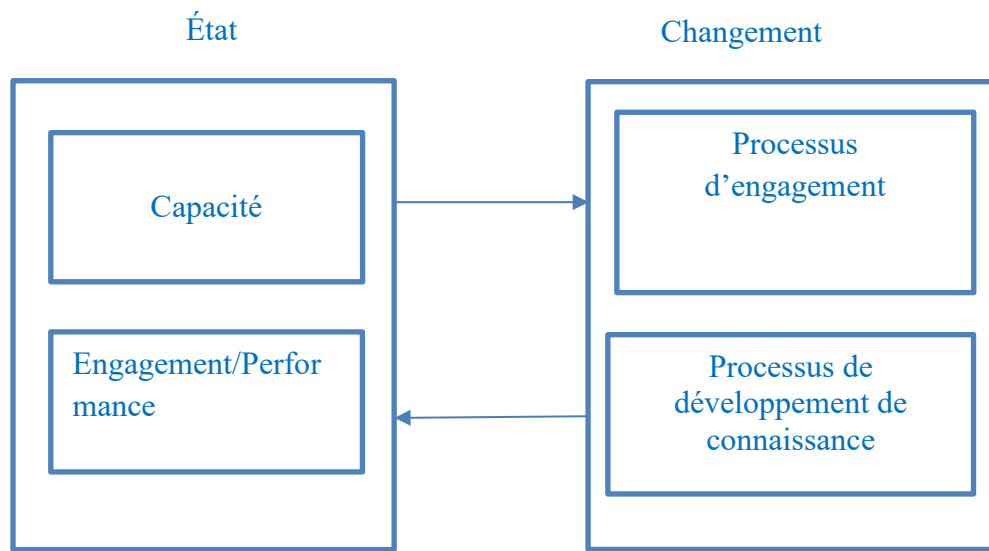 État
Changement
Capacité
Engagement/Perfor
mance
Processus
d’engagement
Processus de
développement de
connaissance